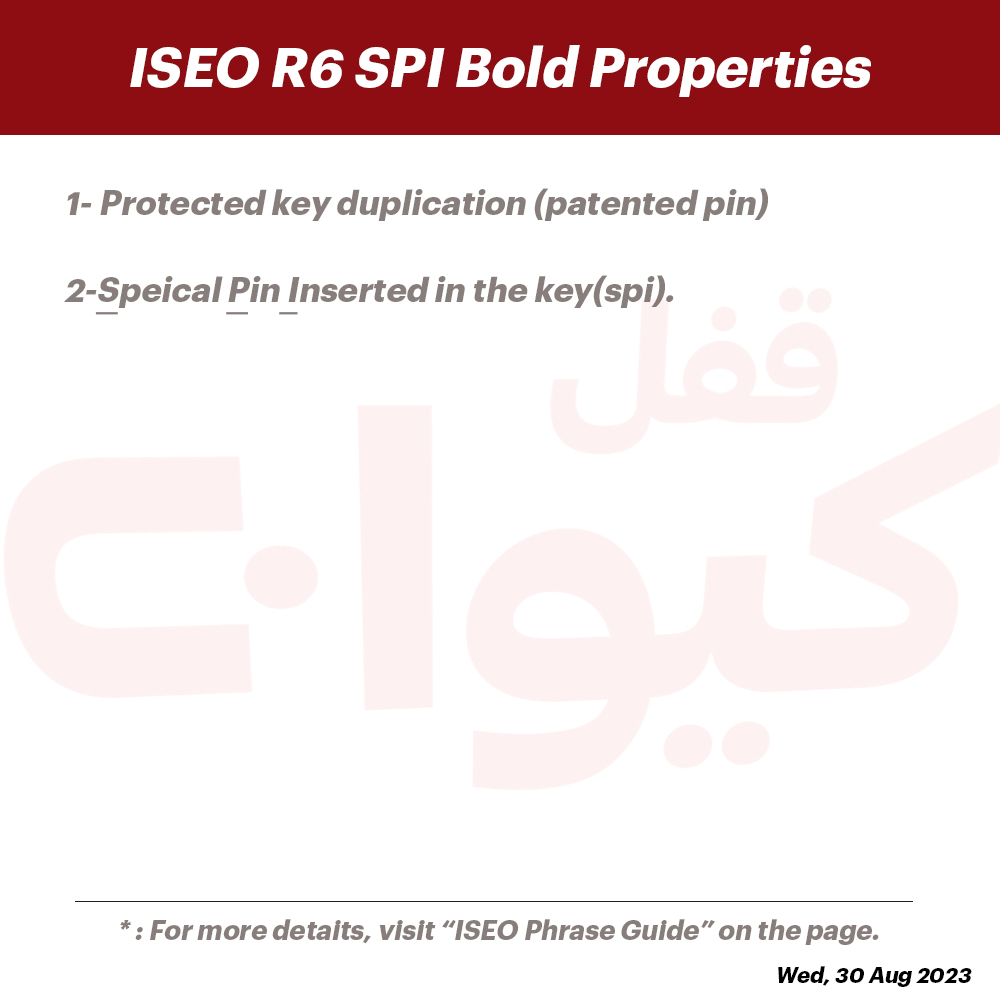 ISEO R6 SPI Bold Properties
1- Protected key duplication (patented pin)
2-Speical Pin Inserted in the key(spi).
قفل
کیوان
* : For more detaits, visit “ISEO Phrase Guide” on the page.
Wed, 30 Aug 2023